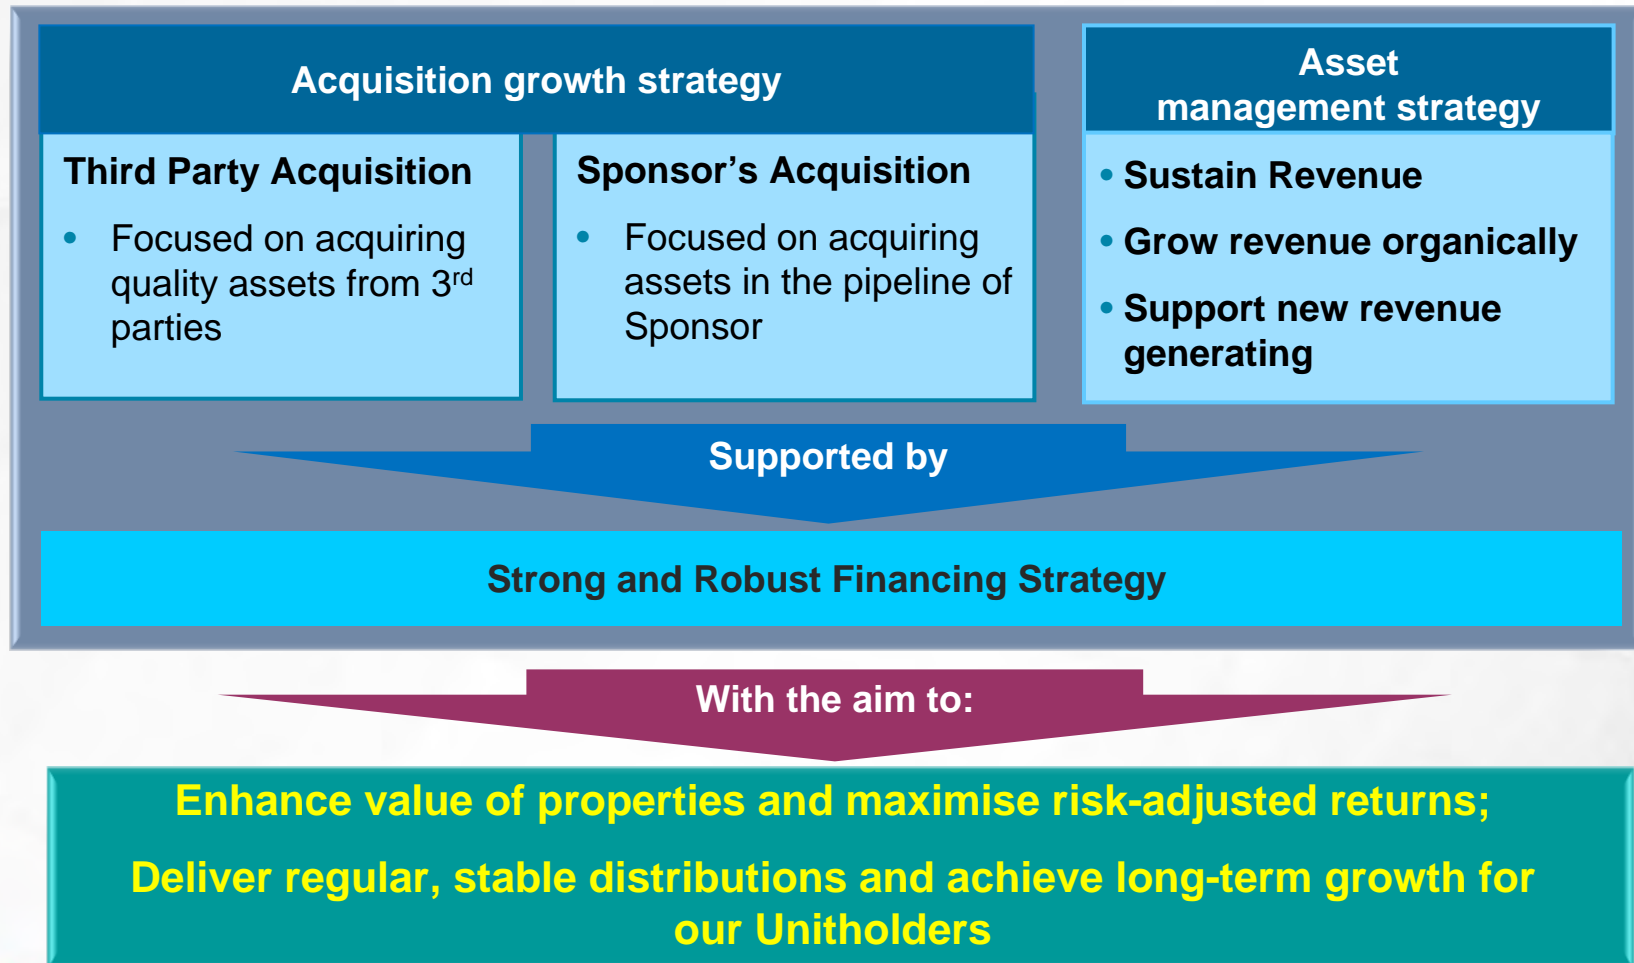 Acquisition growth strategy
Third Party Acquisition
• Focused on acquiring
quality assets from 3rd
parties
Sponsor’s Acquisition
• Focused on acquiring
assets in the pipeline of
Sponsor
Asset
management strategy
• Sustain Revenue
• Grow revenue organically
• Support new revenue
generating
Supported by
Strong and Robust Financing Strategy
With the aim to:
Enhance value of properties and maximise risk-adjusted returns;
Deliver regular, stable distributions and achieve long-term growth for
our Unitholders